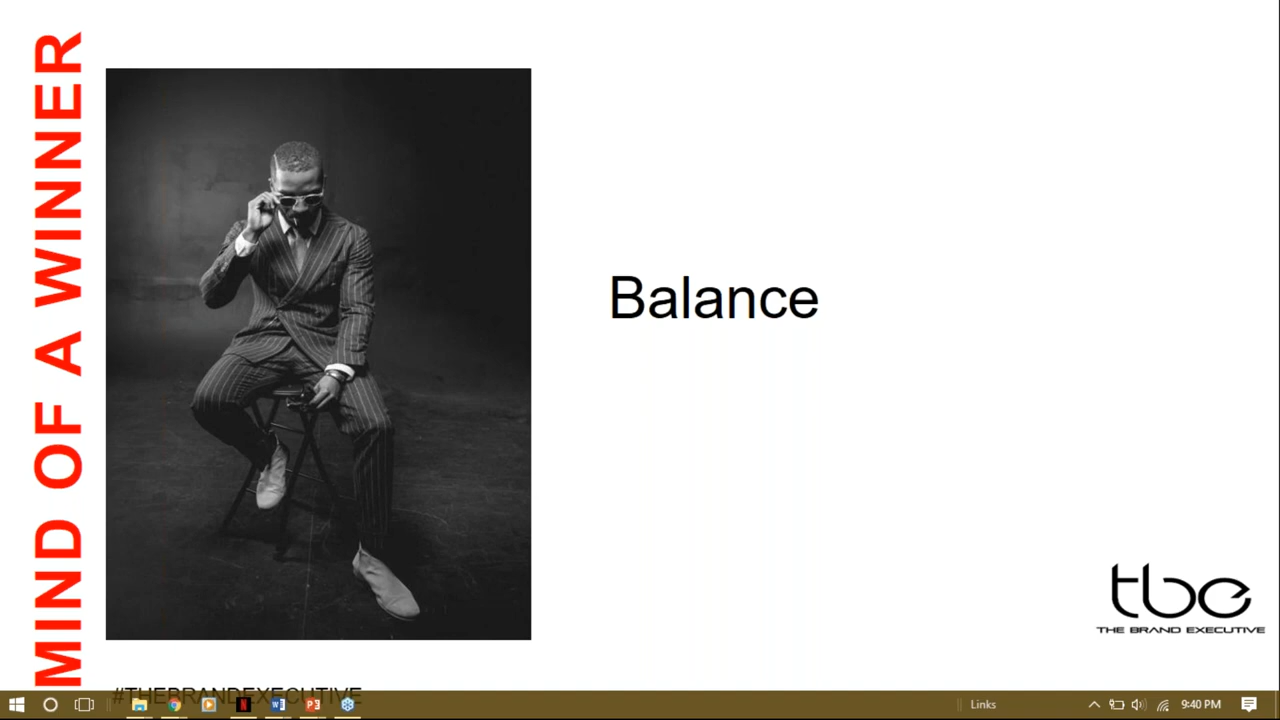 MIND OF A WINNER
Balance
tbe
THE BRAND EXECUTIVE
#THEBRANDEXECUTIVE
Links
9:40 PM